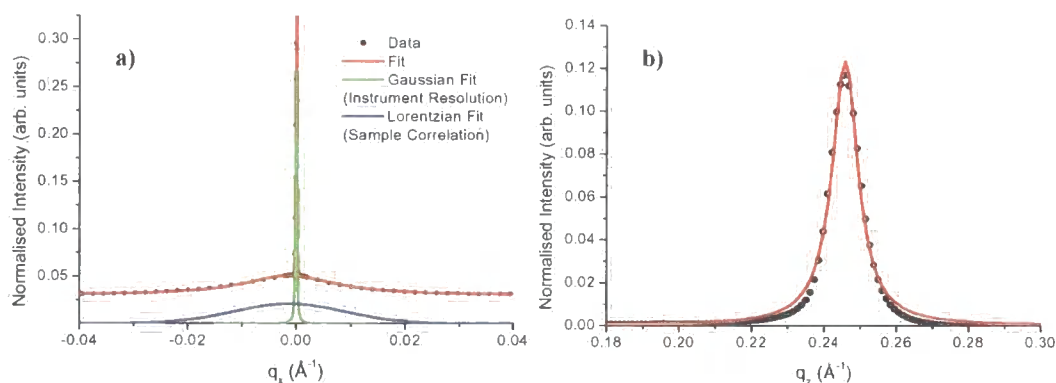 a)
0.30
0.25
0.20
0.15
0.10
0.05
Normalised Intensity (arb. units)
Data
Fit
Gaussian Fit
(Instrument Resolution)
Lorentzian Fit
(Sample Correlation)
-0.04
-0.02
0.00
0.02
0.04
qₓ (Å⁻¹)
b)
0.14
0.12
0.10
0.08
0.06
0.04
0.02
0.00
Normalised Intensity (arb. units)
0.18
0.20
0.22
0.24
0.26
0.28
0.30
q_z (Å⁻¹)